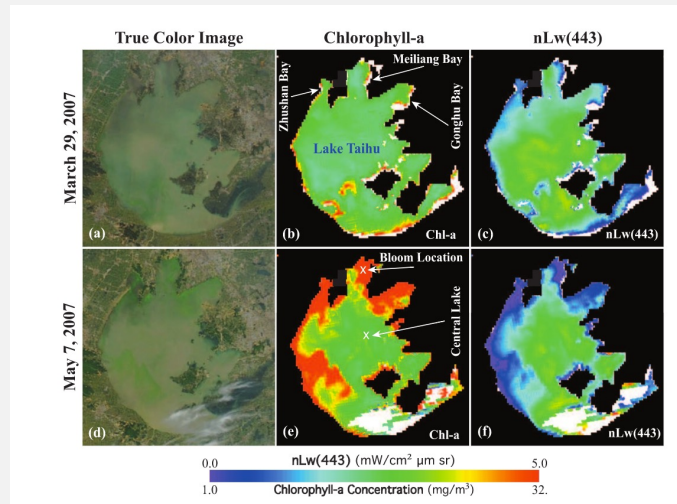 True Color Image
Chlorophyll-a
nLw(443)
March 29, 2007
(a)
Zhushan Bay
Meiliang Bay
Gonghu Bay
Lake Taihu
(b)
Chl-a
(c)
nLw(443)
May 7, 2007
(d)
Bloom Location
X
Central Lake
X
(e)
Chl-a
(f)
nLw(443)
0.0
nLw(443) (mW/cm² μm sr)
5.0
1.0
Chlorophyll-a Concentration (mg/m³)
32.